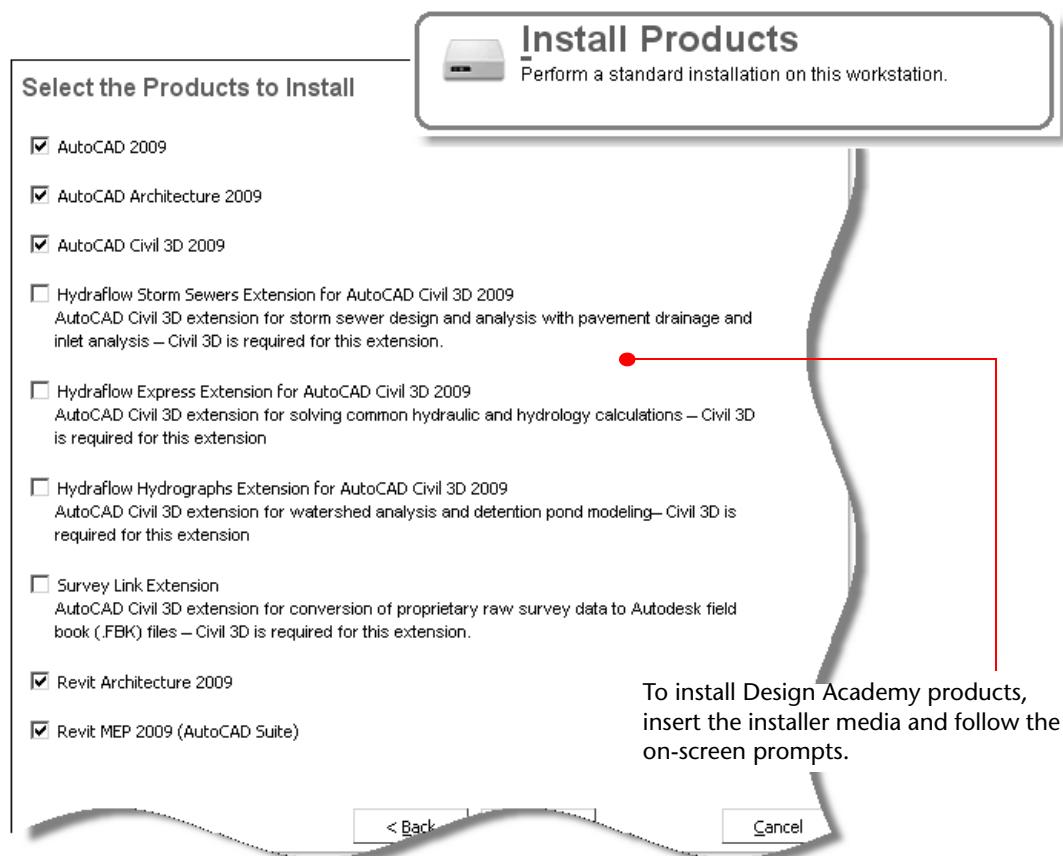 Install Products
Perform a standard installation on this workstation.
Select the Products to Install
AutoCAD 2009
AutoCAD Architecture 2009
AutoCAD Civil 3D 2009
Hydraflow Storm Sewers Extension for AutoCAD Civil 3D 2009
AutoCAD Civil 3D extension for storm sewer design and analysis with pavement drainage and
inlet analysis – Civil 3D is required for this extension.
Hydraflow Express Extension for AutoCAD Civil 3D 2009
AutoCAD Civil 3D extension for solving common hydraulic and hydrology calculations – Civil 3D
is required for this extension
Hydraflow Hydrographs Extension for AutoCAD Civil 3D 2009
AutoCAD Civil 3D extension for watershed analysis and detention pond modeling– Civil 3D is
required for this extension
Survey Link Extension
AutoCAD Civil 3D extension for conversion of proprietary raw survey data to Autodesk field
book (.FBK) files – Civil 3D is required for this extension.
Revit Architecture 2009
Revit MEP 2009 (AutoCAD Suite)
To install Design Academy products,
insert the installer media and follow the
on-screen prompts.
< Back
Cancel